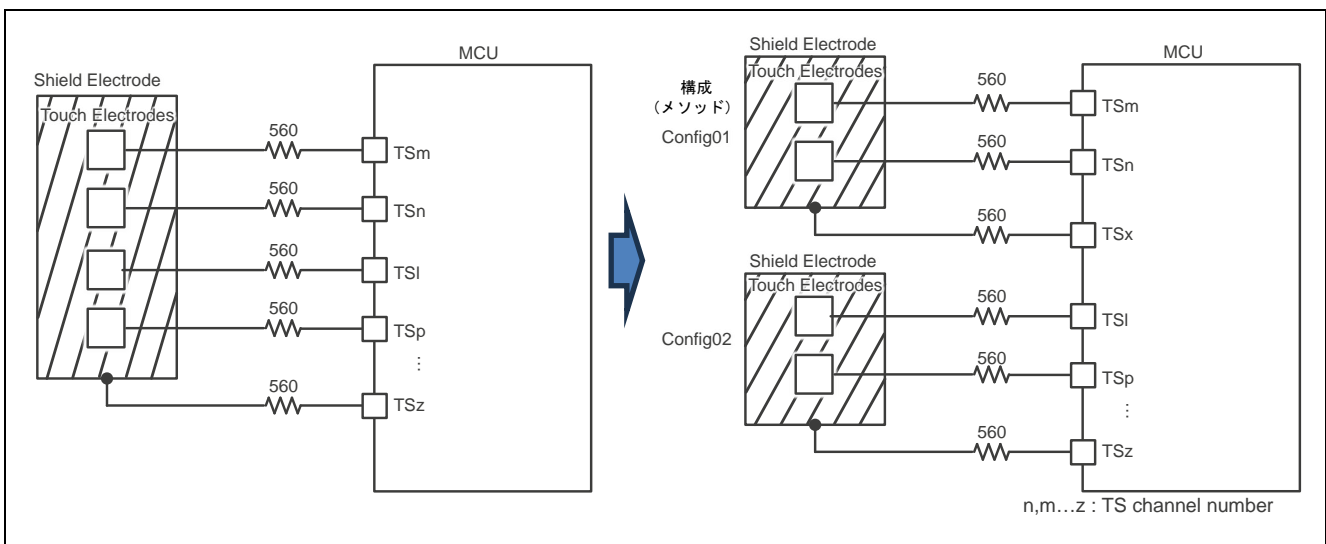 MCU
Shield Electrode
Touch Electrodes
560
TSm
560
TSn
560
TSl
560
TSp
⋮
560
TSz
Shield Electrode
MCU
Touch Electrodes
構成
(メソッド)
Config01
560
TSm
560
TSn
560
TSx
Shield Electrode
Touch Electrodes
Config02
560
TSl
560
TSp
⋮
560
TSz
n,m…z : TS channel number